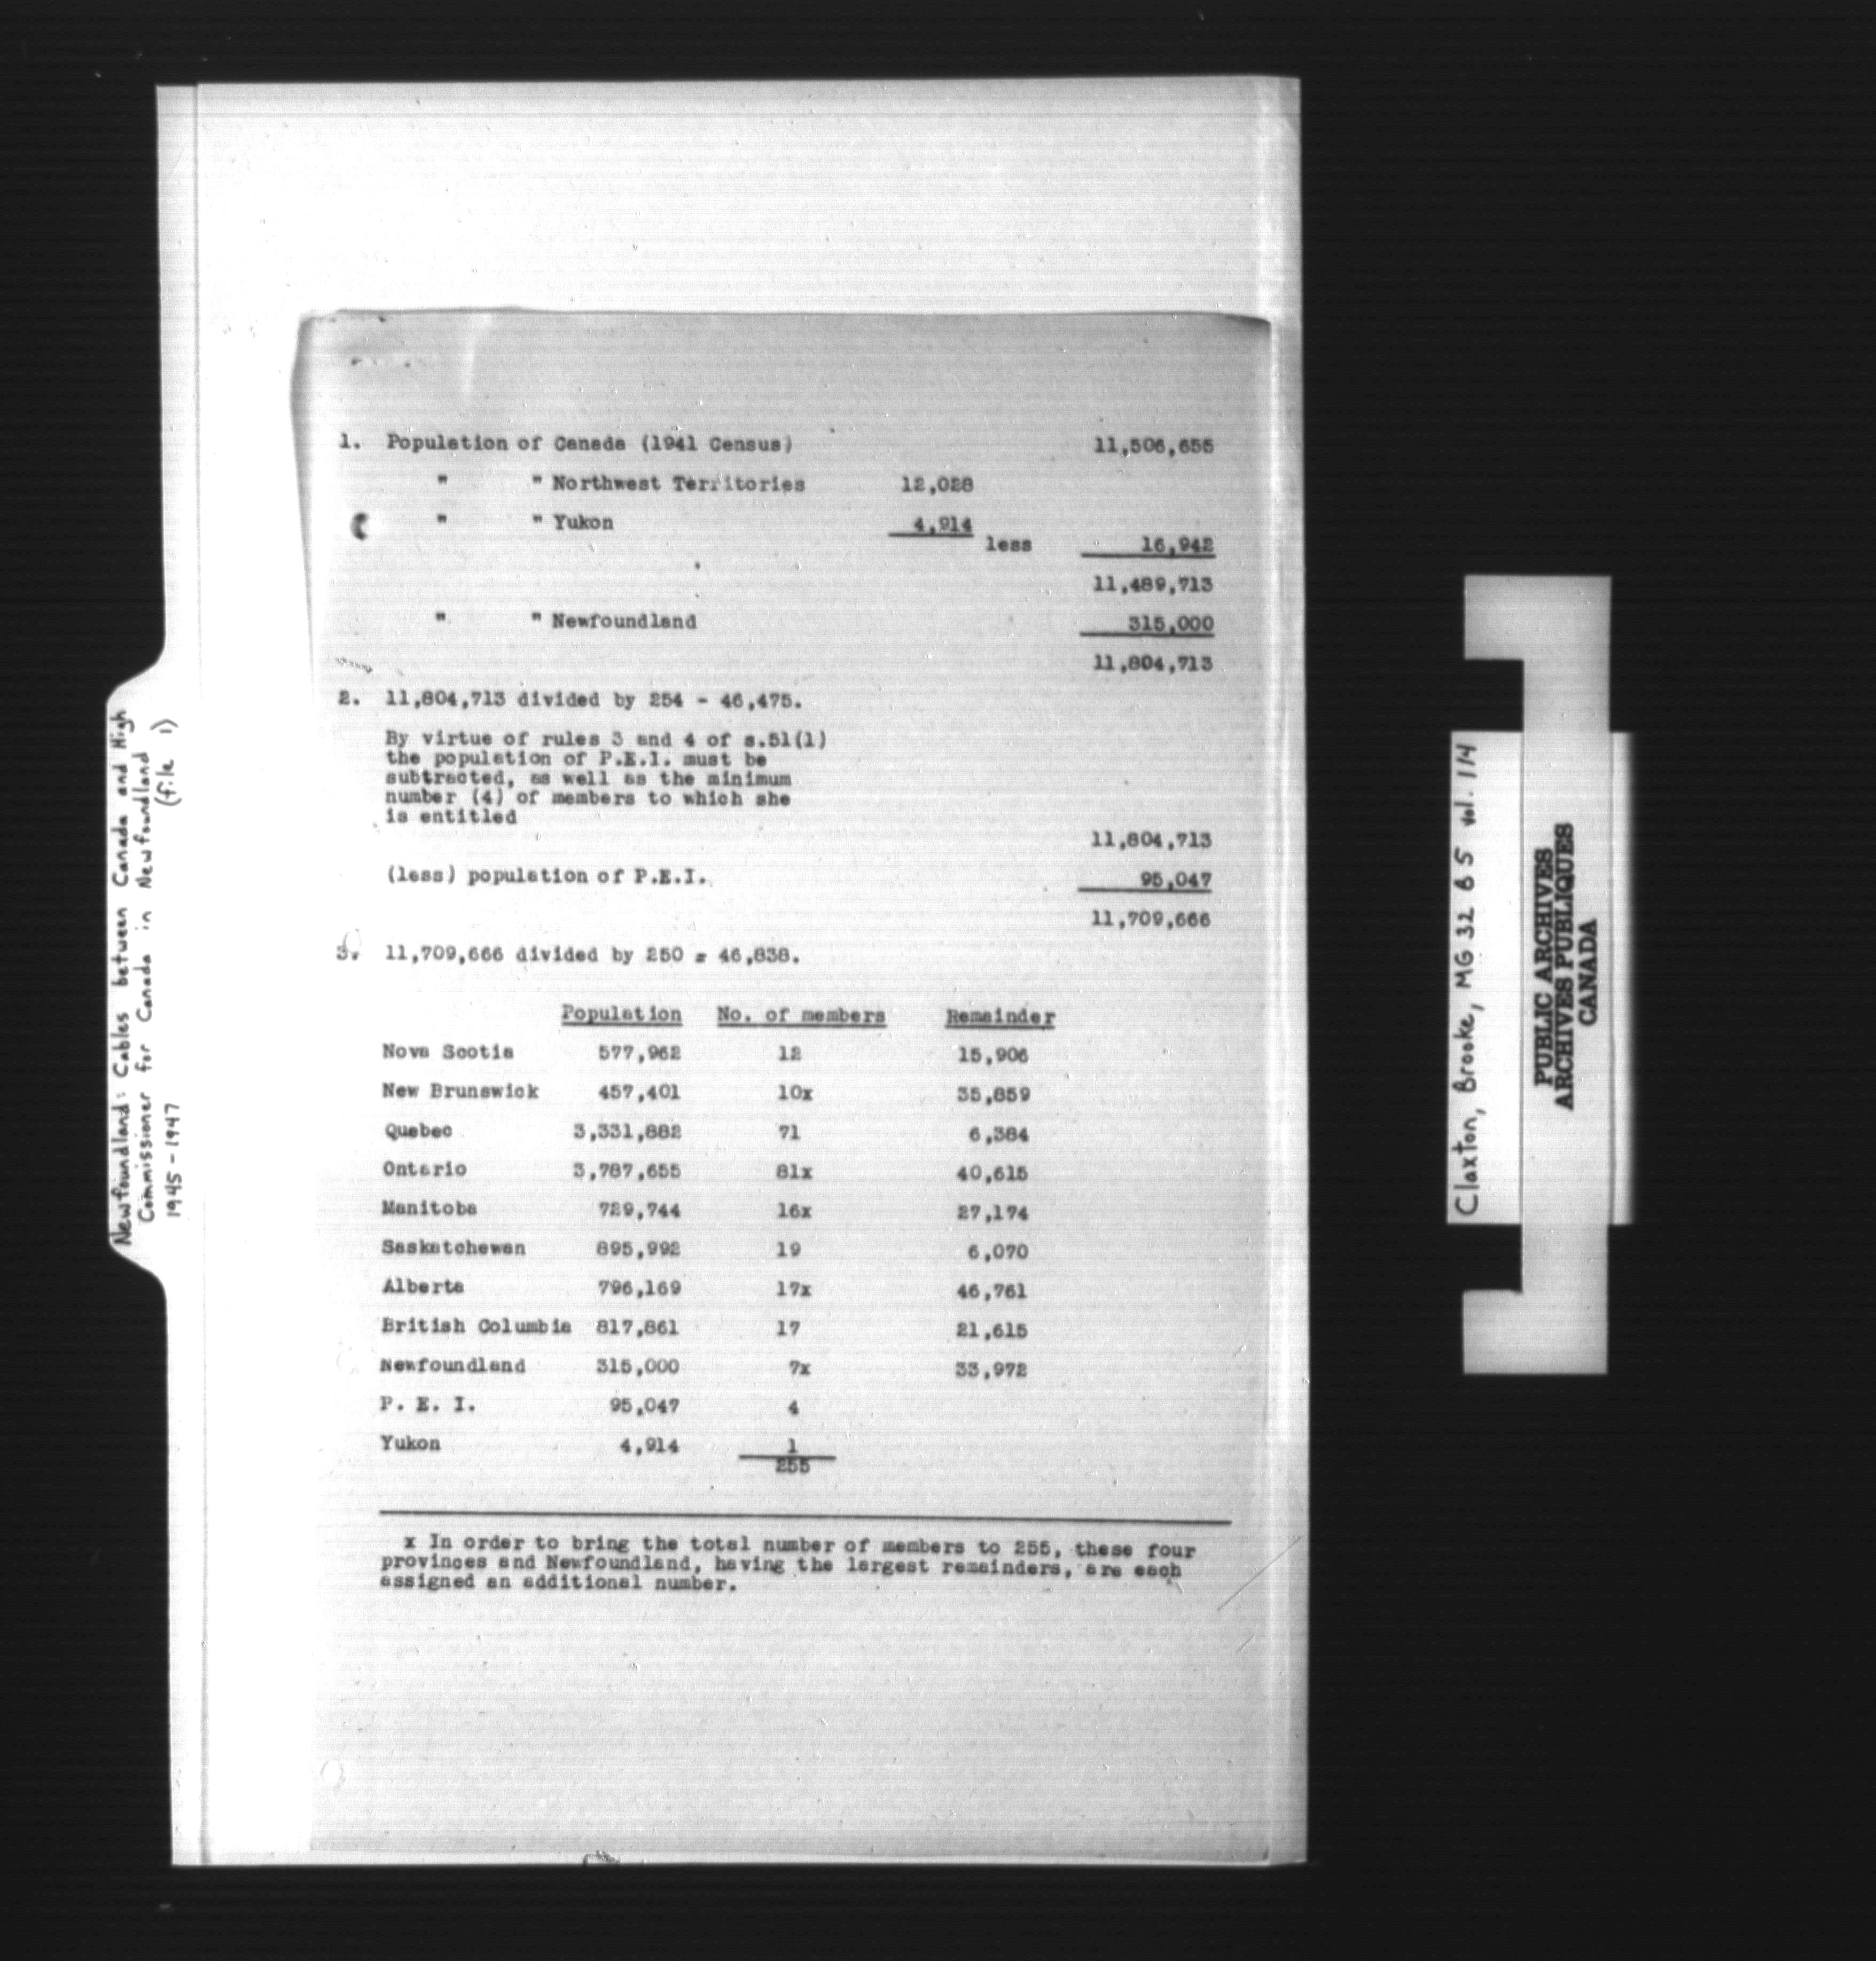 1. Population of Canada (1941 Census) 11,506,655
" " Northwest Territories 12,028
" " Yukon 4,914
less 16,942
11,489,713
" " Newfoundland 315,000
11,804,713
2. 11,804,713 divided by 254 - 46,475.
By virtue of rules 3 and 4 of s.51(1)
the population of P.E.I. must be
subtracted, as well as the minimum
number (4) of members to which she
is entitled
11,804,713
(less) population of P.E.I. 95,047
11,709,666
3. 11,709,666 divided by 250 = 46,838.
Population No. of members Remainder
Nova Scotia 577,962 12 15,906
New Brunswick 457,401 10x 35,859
Quebec 3,331,882 71 6,384
Ontario 3,787,655 81x 40,615
Manitoba 729,744 16x 27,174
Saskatchewan 895,992 19 6,070
Alberta 796,169 17x 46,761
British Columbia 817,861 17 21,615
Newfoundland 315,000 7x 33,972
P. E. I. 95,047 4
Yukon 4,914 1
255
x In order to bring the total number of members to 255, these four
provinces and Newfoundland, having the largest remainders, are each
assigned an additional number.
Newfoundland: Cables between Canada and High
Commissioner for Canada in Newfoundland
1945-1947 (file 1)
Claxton, Brooke, MG 32 B5 vol. 114
PUBLIC ARCHIVES
ARCHIVES PUBLIQUES
CANADA